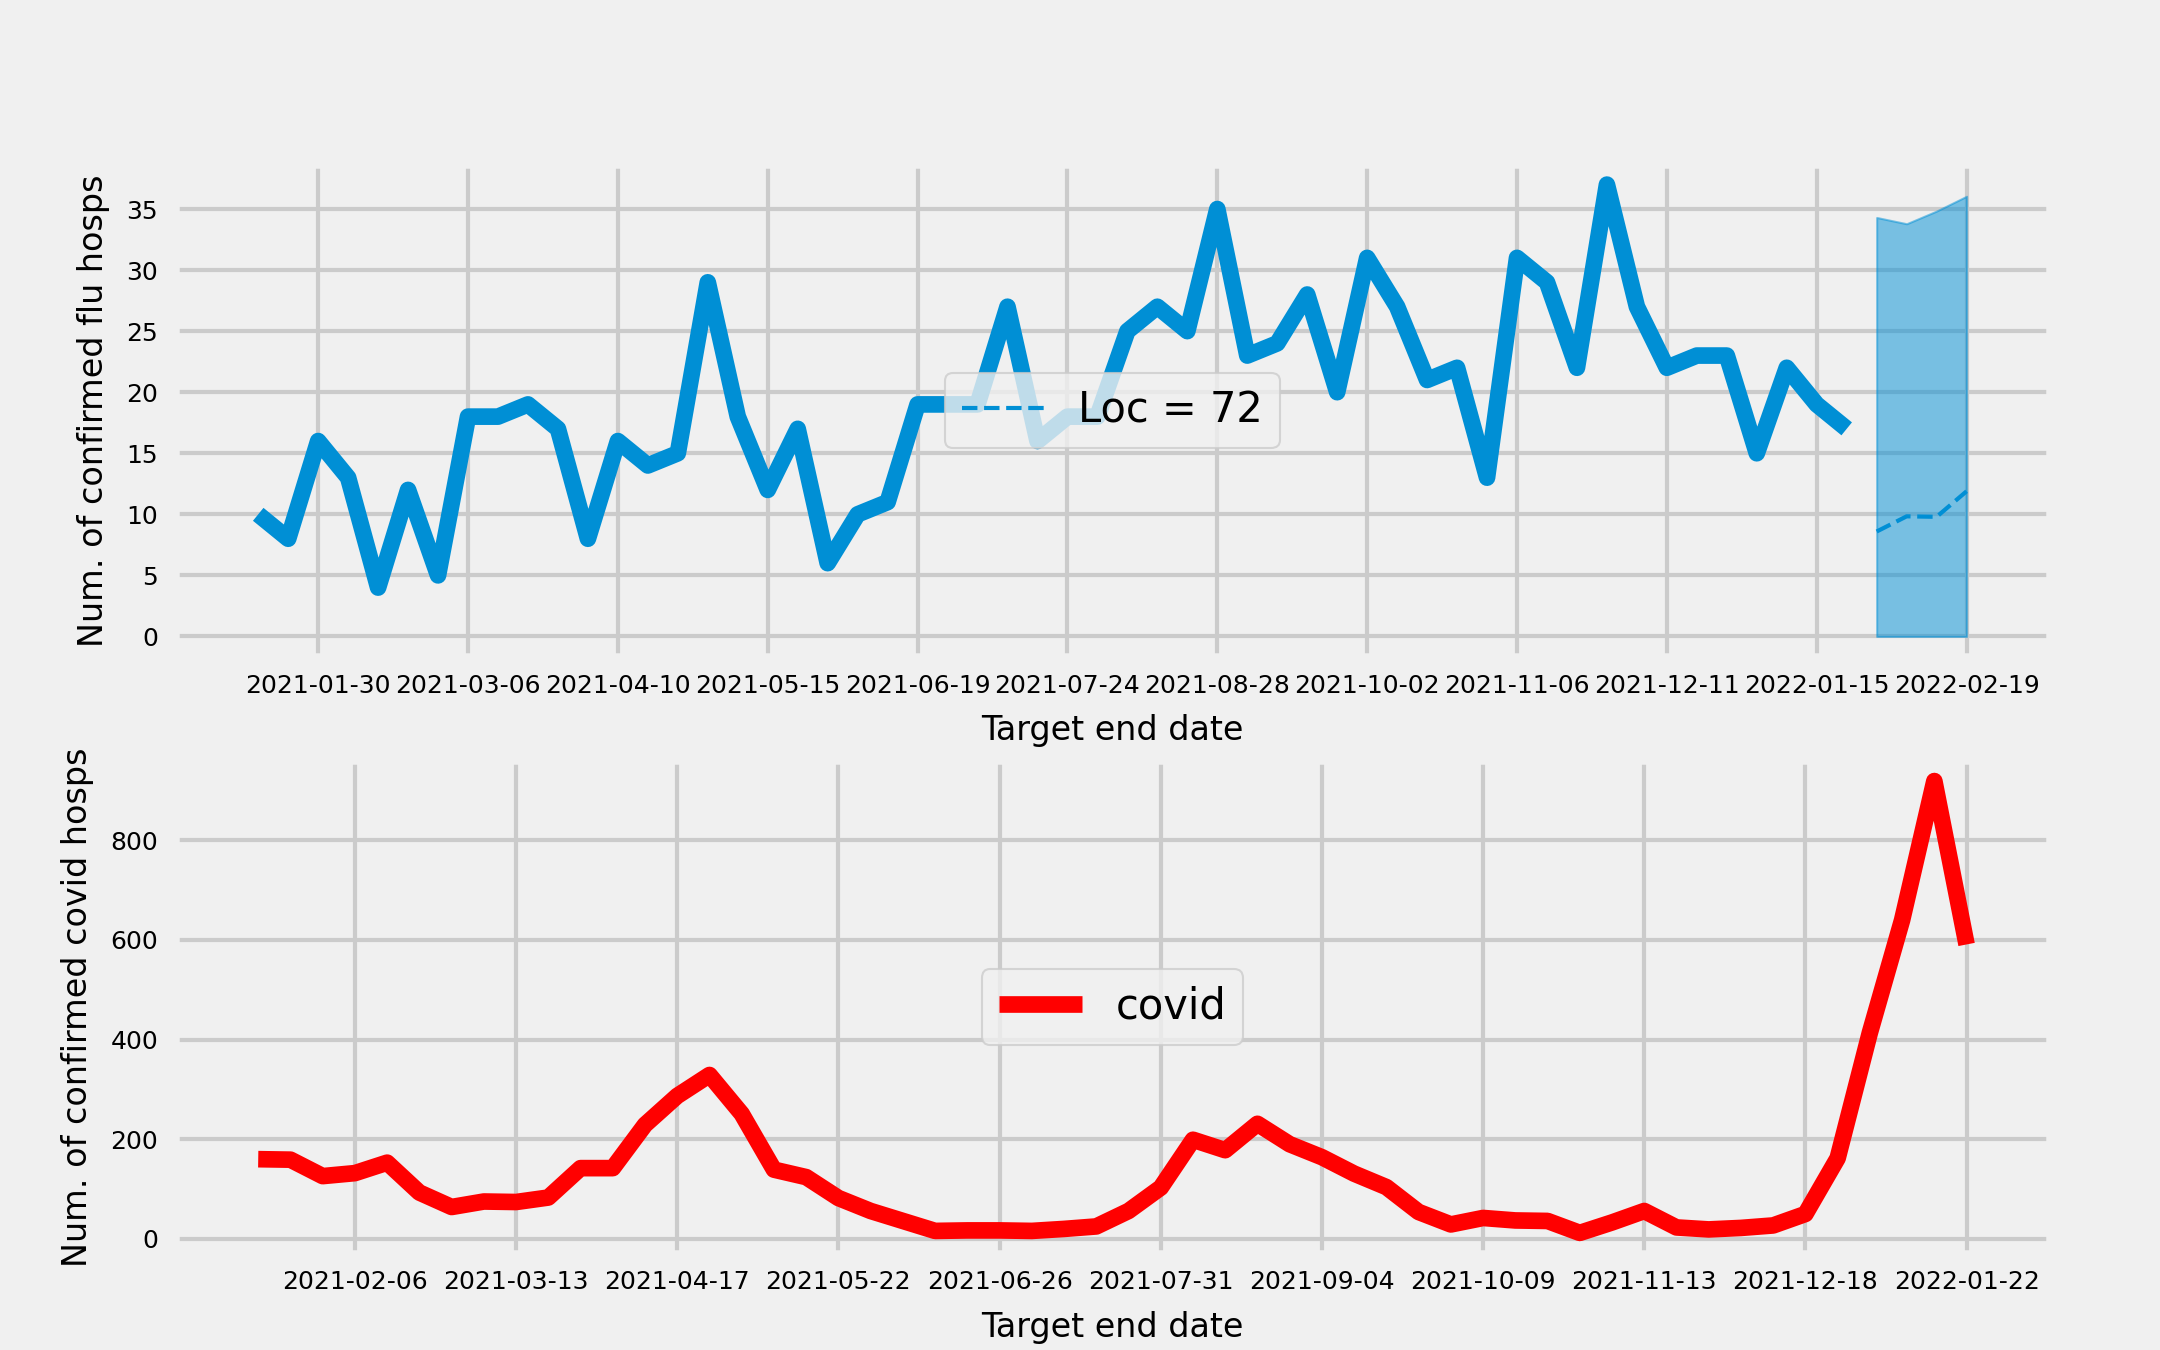 Num. of confirmed flu hosps
35
30
25
20
15
10
5
0
Loc = 72
2021-01-30 2021-03-06 2021-04-10 2021-05-15 2021-06-19 2021-07-24 2021-08-28 2021-10-02 2021-11-06 2021-12-11 2022-01-15 2022-02-19
Target end date
Num. of confirmed covid hosps
800
600
400
200
0
covid
2021-02-06 2021-03-13 2021-04-17 2021-05-22 2021-06-26 2021-07-31 2021-09-04 2021-10-09 2021-11-13 2021-12-18 2022-01-22
Target end date